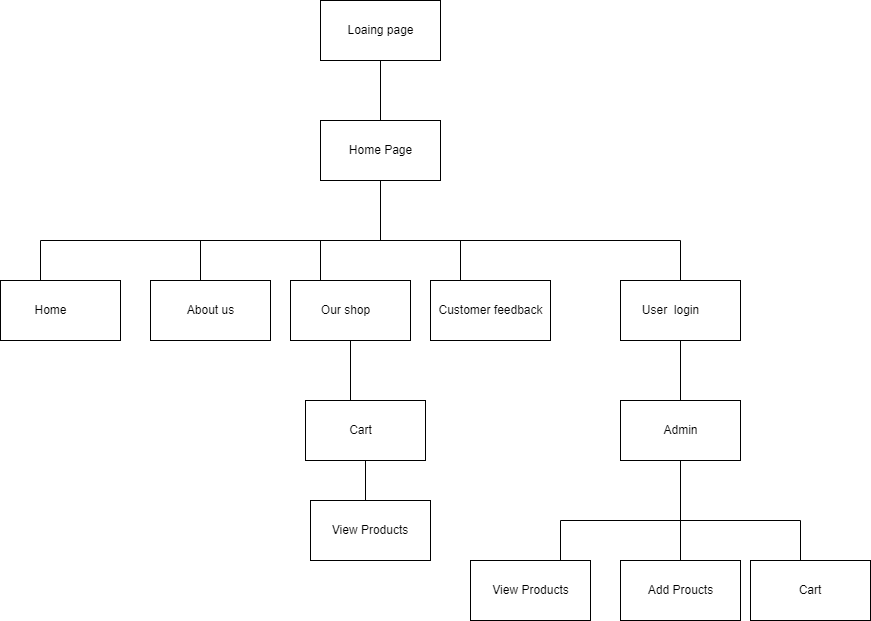 Loaing page
Home Page
Home
About us
Our shop
Customer feedback
User  login
Cart
Admin
View Products
View Products
Add Proucts
Cart